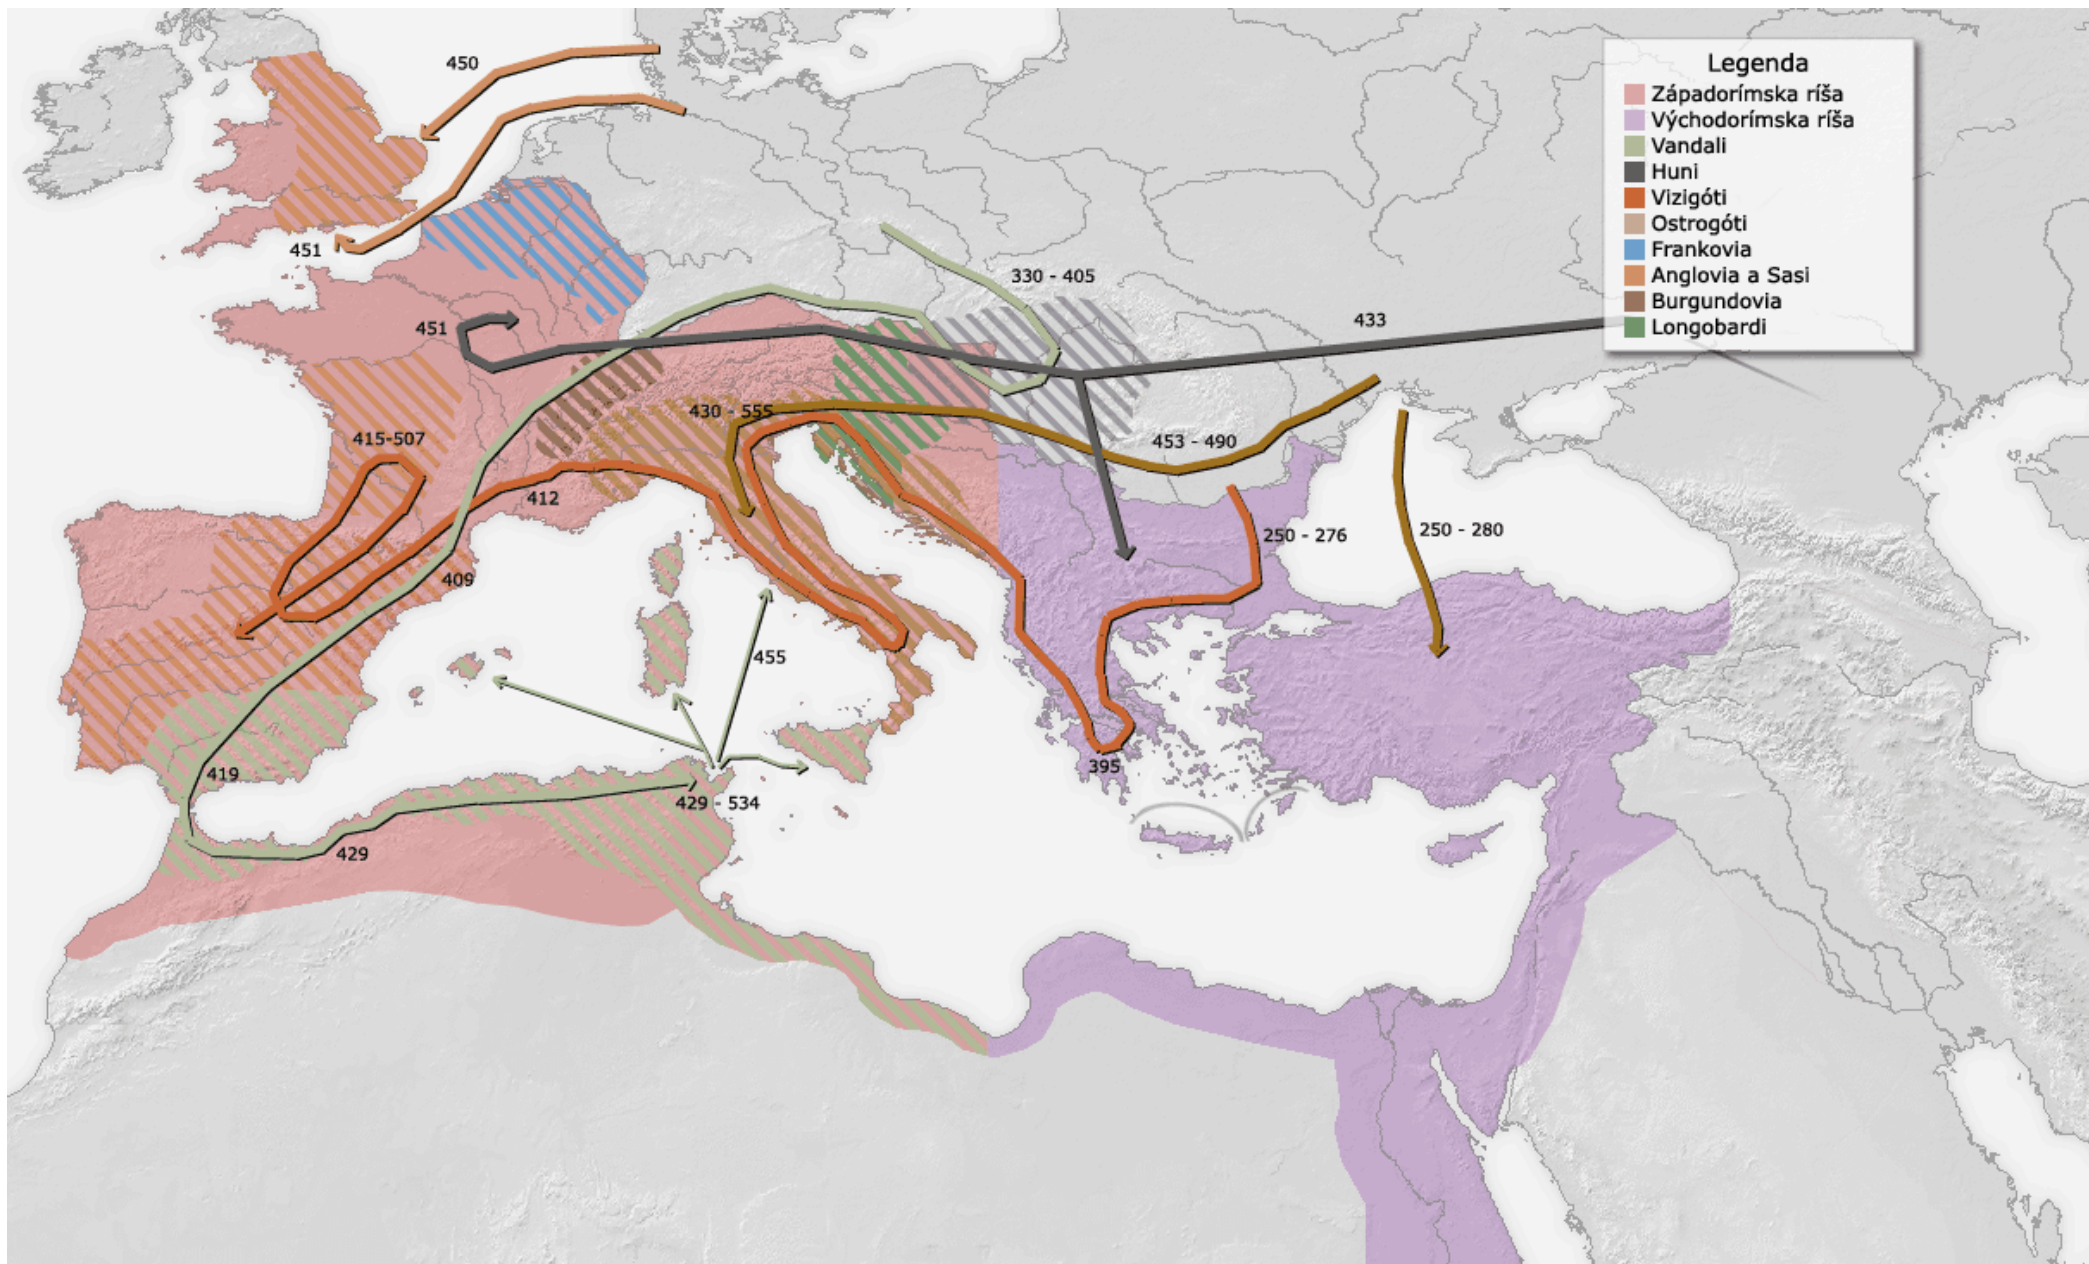 Legenda
Západorímska ríša
Východorímska ríša
Vandali
Huni
Vizigóti
Ostrogóti
Frankovia
Anglovia a Sasi
Burgundovia
Longobardi
450
451
330 - 405
433
451
430 - 555
415-507
453 - 490
412
250 - 276
250 - 280
409
455
395
419
429 - 534
429